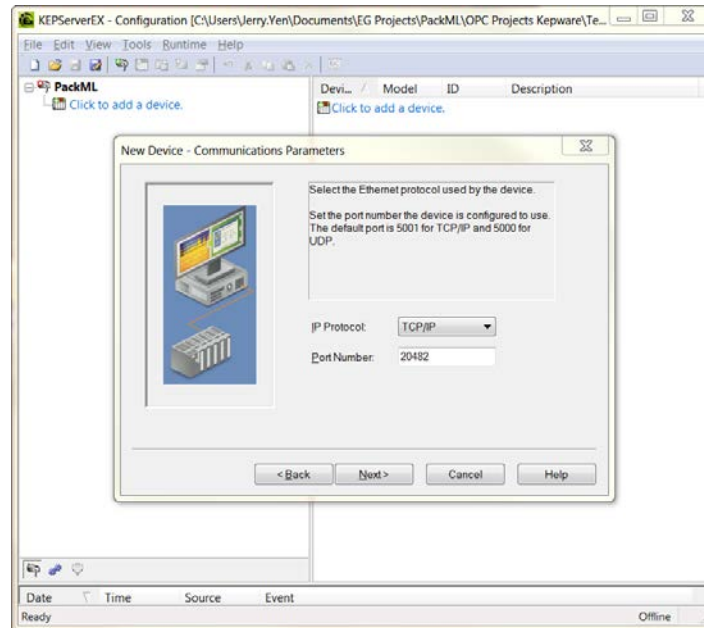 KEPServerEX - Configuration [C:\Users\Jerry.Yen\Documents\EG Projects\PackML\OPC Projects Kepware\Te...
File Edit View Tools Runtime Help
PackML
Click to add a device.
Devi... Model ID Description
Click to add a device.
New Device - Communications Parameters
Select the Ethernet protocol used by the device.
Set the port number the device is configured to use.
The default port is 5001 for TCP/IP and 5000 for
UDP.
IP Protocol: TCP/IP
Port Number: 20482
< Back Next > Cancel Help
Date Time Source Event
Ready Offline